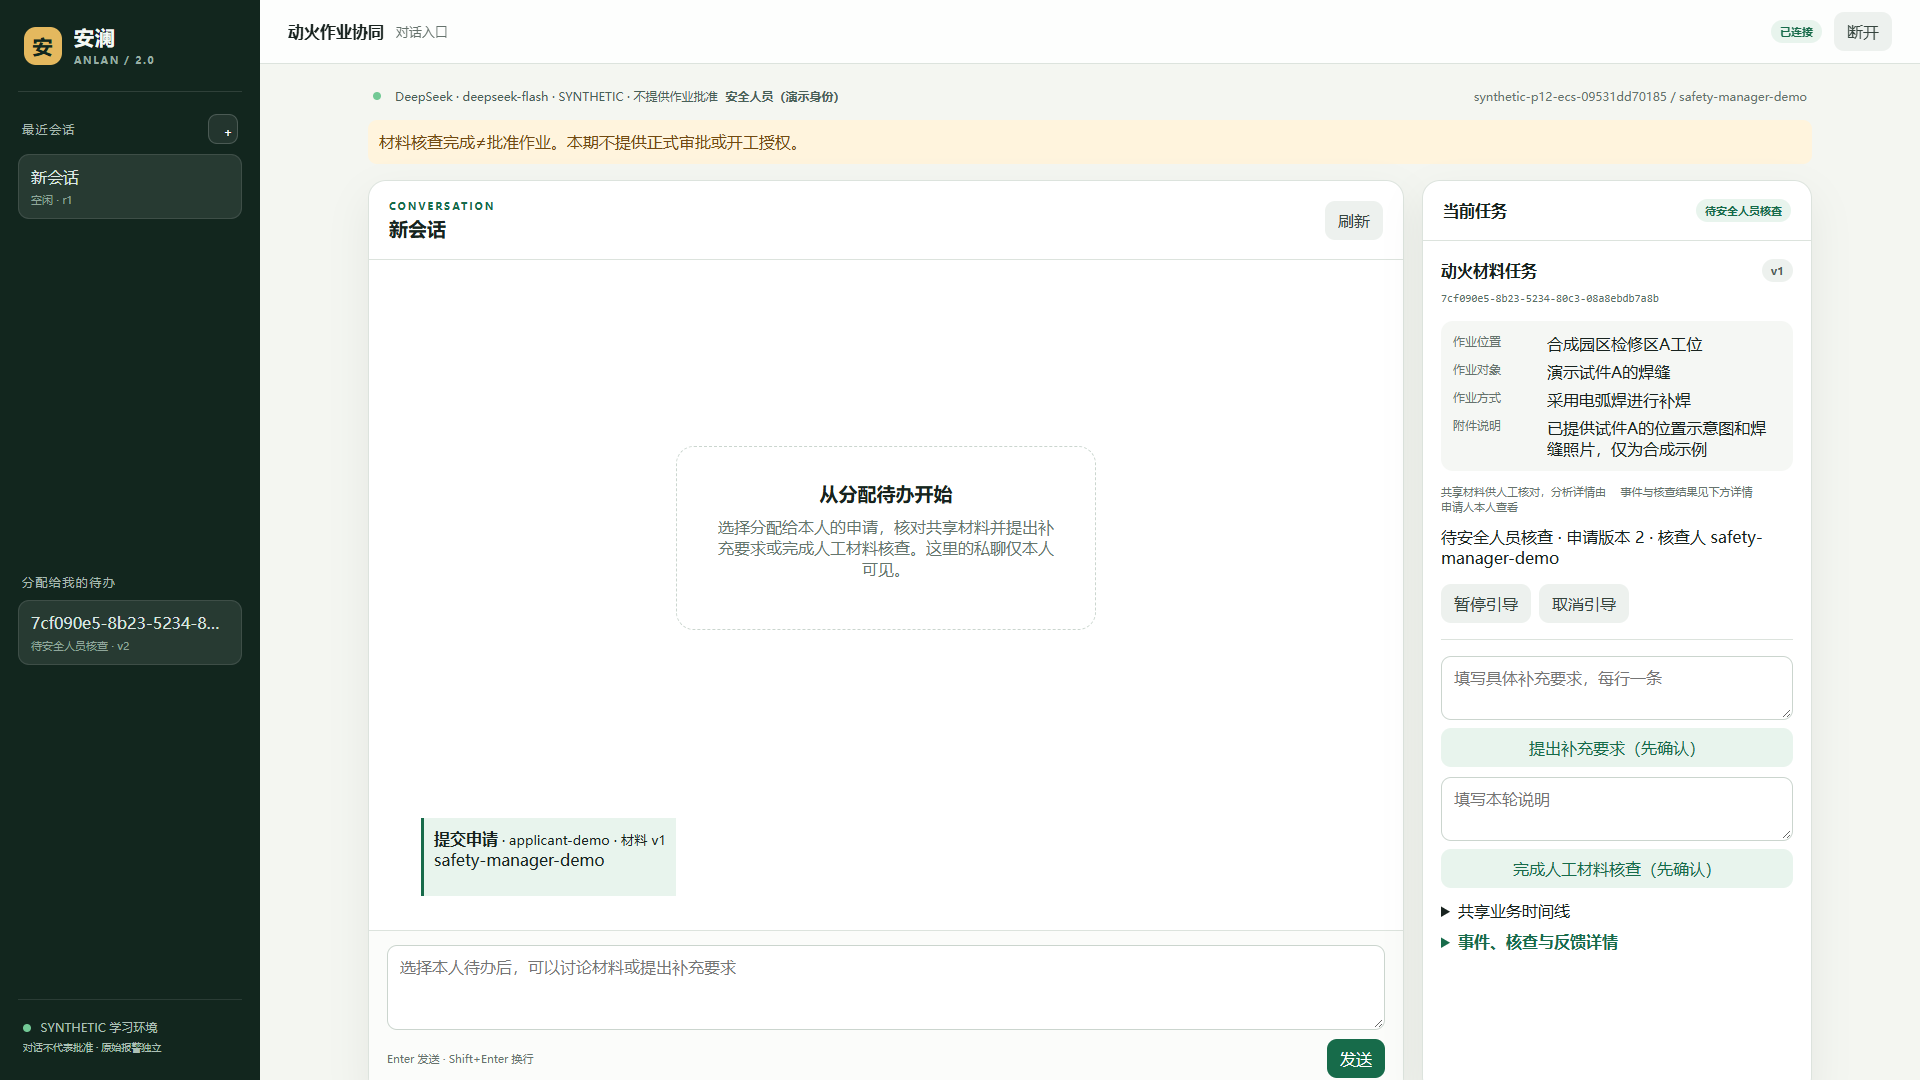 安
安澜
ANLAN / 2.0
最近会话
+
新会话
空闲 · r1
分配给我的待办
7cf090e5-8b23-5234-8...
待安全人员核查 · v2
SYNTHETIC 学习环境
对话不代表批准 · 原始报警独立
动火作业协同 对话入口
已连接
断开
DeepSeek · deepseek-flash · SYNTHETIC · 不提供作业批准 安全人员（演示身份）
synthetic-p12-ecs-09531dd70185 / safety-manager-demo
材料核查完成≠批准作业。本期不提供正式审批或开工授权。
CONVERSATION
新会话
刷新
从分配待办开始
选择分配给本人的申请，核对共享材料并提出补
充要求或完成人工材料核查。这里的私聊仅本人
可见。
提交申请 · applicant-demo · 材料 v1
safety-manager-demo
选择本人待办后，可以讨论材料或提出补充要求
Enter 发送 · Shift+Enter 换行
发送
当前任务
待安全人员核查
动火材料任务
v1
7cf090e5-8b23-5234-80c3-08a8ebdb7a8b
作业位置 合成园区检修区A工位
作业对象 演示试件A的焊缝
作业方式 采用电弧焊进行补焊
附件说明 已提供试件A的位置示意图和焊
缝照片，仅为合成示例
共享材料供人工核对，分析详情由
申请人本人查看
事件与核查结果见下方详情
待安全人员核查 · 申请版本 2 · 核查人 safety-
manager-demo
暂停引导
取消引导
填写具体补充要求，每行一条
提出补充要求（先确认）
填写本轮说明
完成人工材料核查（先确认）
共享业务时间线
事件、核查与反馈详情